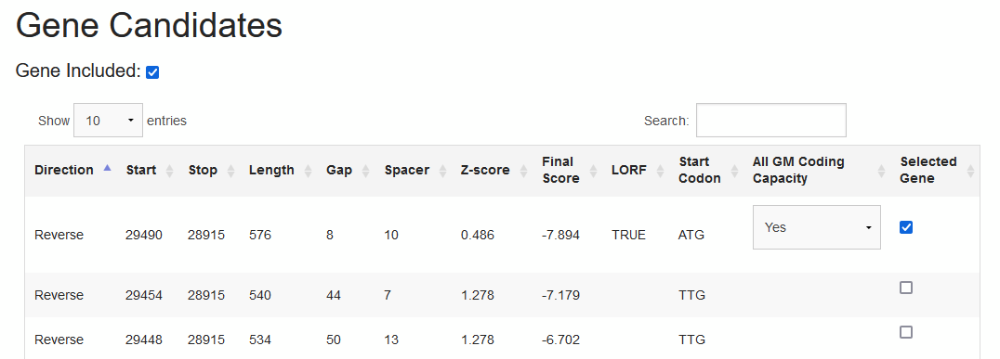 Gene Candidates
Gene Included:
Show 10 entries Search:
Direction Start Stop Length Gap Spacer Z-score Final Score LORF Start Codon All GM Coding Capacity Selected Gene
Reverse 29490 28915 576 8 10 0.486 -7.894 TRUE ATG Yes
Reverse 29454 28915 540 44 7 1.278 -7.179 TTG
Reverse 29448 28915 534 50 13 1.278 -6.702 TTG